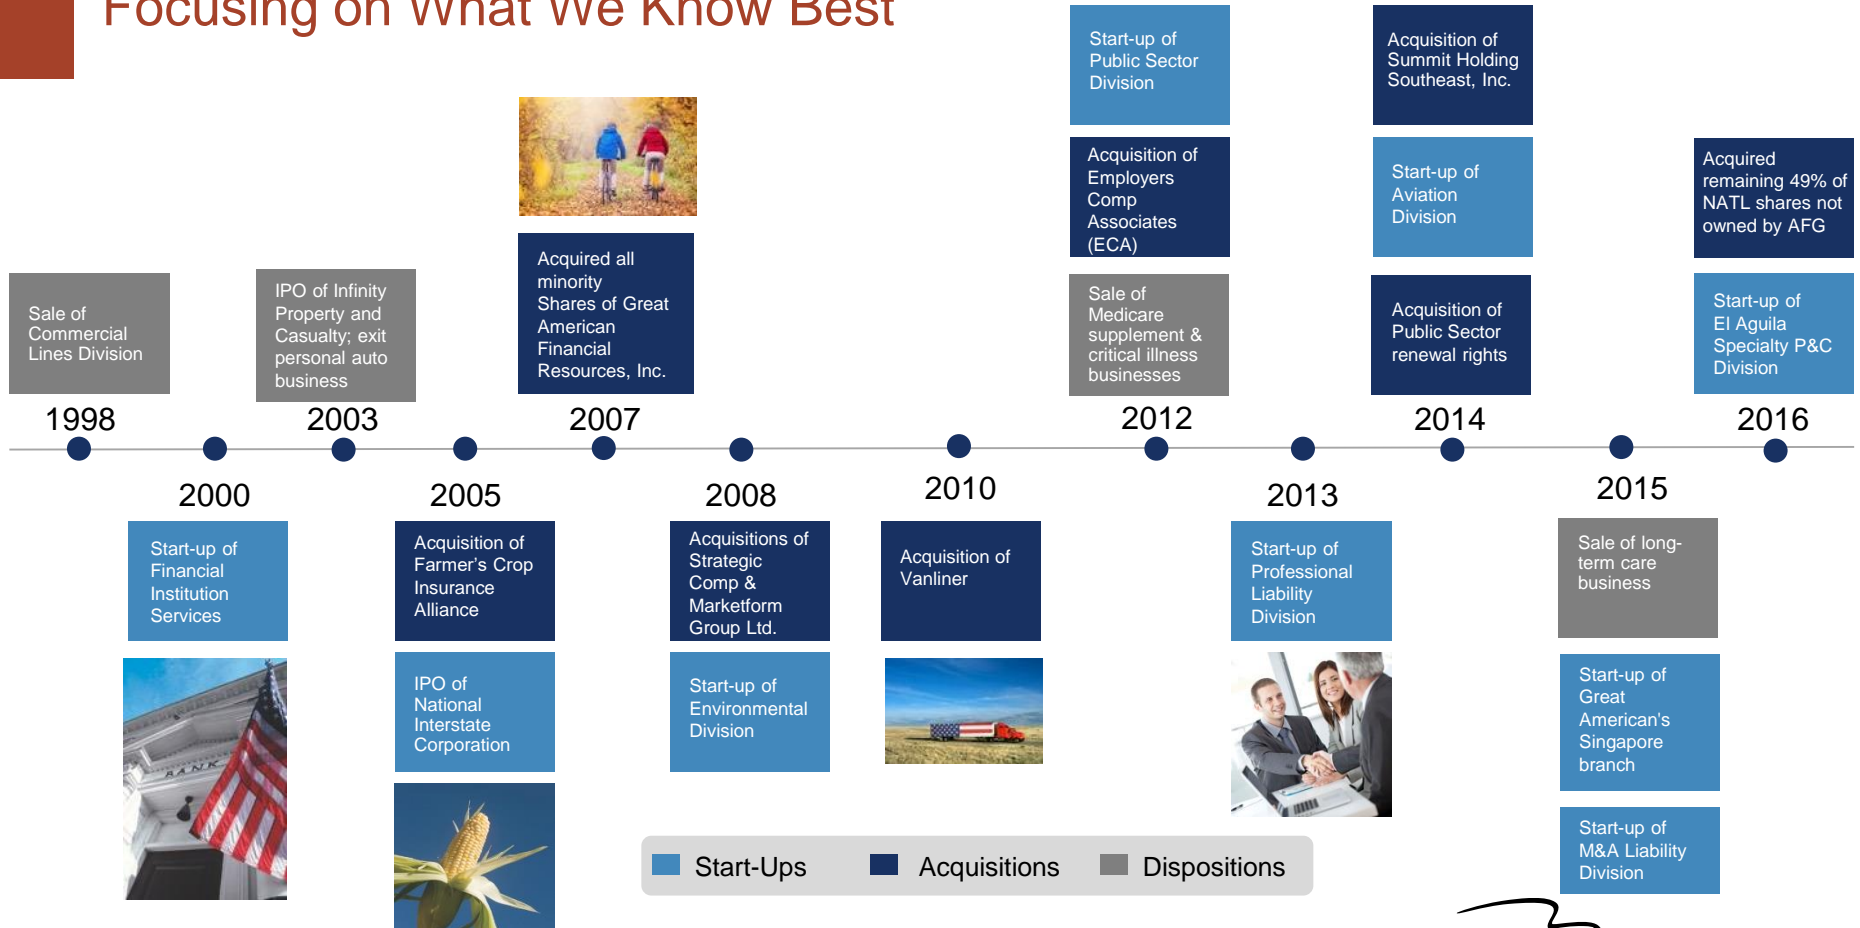 Focusing on What We Know Best
Start-up of
Public Sector
Division
Acquisition of
Summit Holding
Southeast, Inc.
Acquisition of
Employers
Comp
Associates
(ECA)
Start-up of
Aviation
Division
Acquired
remaining 49% of
NATL shares not
owned by AFG
Sale of
Commercial
Lines Division
IPO of Infinity
Property and
Casualty; exit
personal auto
business
Acquired all
minority
Shares of Great
American
Financial
Resources, Inc.
Sale of
Medicare
supplement &
critical illness
businesses
Acquisition of
Public Sector
renewal rights
Start-up of
El Aguila
Specialty P&C
Division
1998
2003
2007
2012
2014
2016
2000
2005
2008
2010
2013
2015
Start-up of
Financial
Institution
Services
Acquisition of
Farmer's Crop
Insurance
Alliance
Acquisitions of
Strategic
Comp &
Marketform
Group Ltd.
Acquisition of
Vanliner
Start-up of
Professional
Liability
Division
Sale of long-
term care
business
IPO of
National
Interstate
Corporation
Start-up of
Environmental
Division
Start-up of
Great
American's
Singapore
branch
Start-up of
M&A Liability
Division
BANK
Start-Ups
Acquisitions
Dispositions